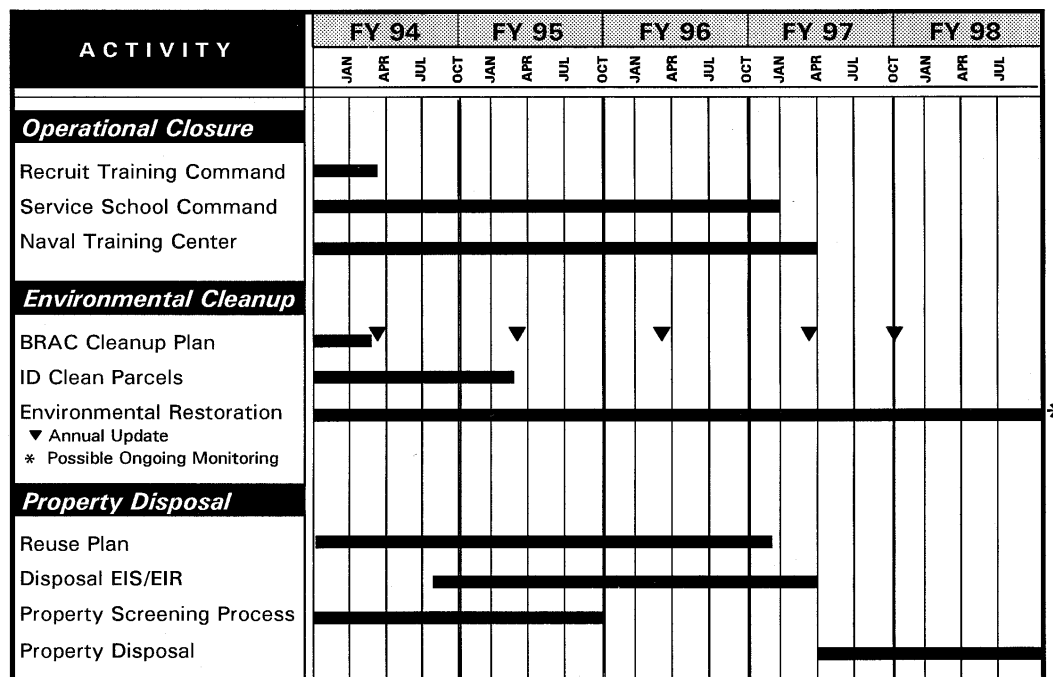 ACTIVITY
FY 94 FY 95 FY 96 FY 97 FY 98
JAN APR JUL OCT JAN APR JUL OCT JAN APR JUL OCT JAN APR JUL OCT JAN APR JUL
Operational Closure
Recruit Training Command
Service School Command
Naval Training Center
Environmental Cleanup
BRAC Cleanup Plan
ID Clean Parcels
Environmental Restoration *
▼ Annual Update
* Possible Ongoing Monitoring
Property Disposal
Reuse Plan
Disposal EIS/EIR
Property Screening Process
Property Disposal